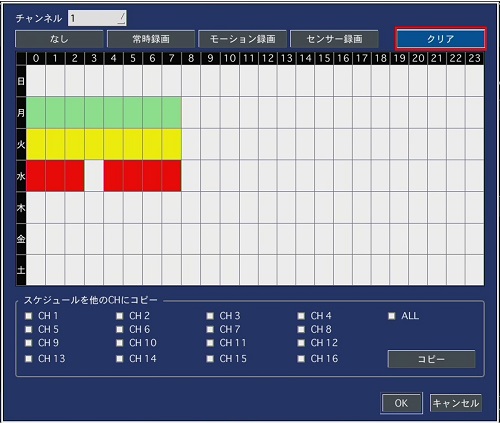 チャンネル 1
なし 常時録画 モーション録画 センサー録画 クリア
0 1 2 3 4 5 6 7 8 9 10 11 12 13 14 15 16 17 18 19 20 21 22 23
日
月
火
水
木
金
土
スケジュールを他のCHにコピー
CH 1 CH 2 CH 3 CH 4 ALL
CH 5 CH 6 CH 7 CH 8
CH 9 CH 10 CH 11 CH 12
CH 13 CH 14 CH 15 CH 16 コピー
OK キャンセル